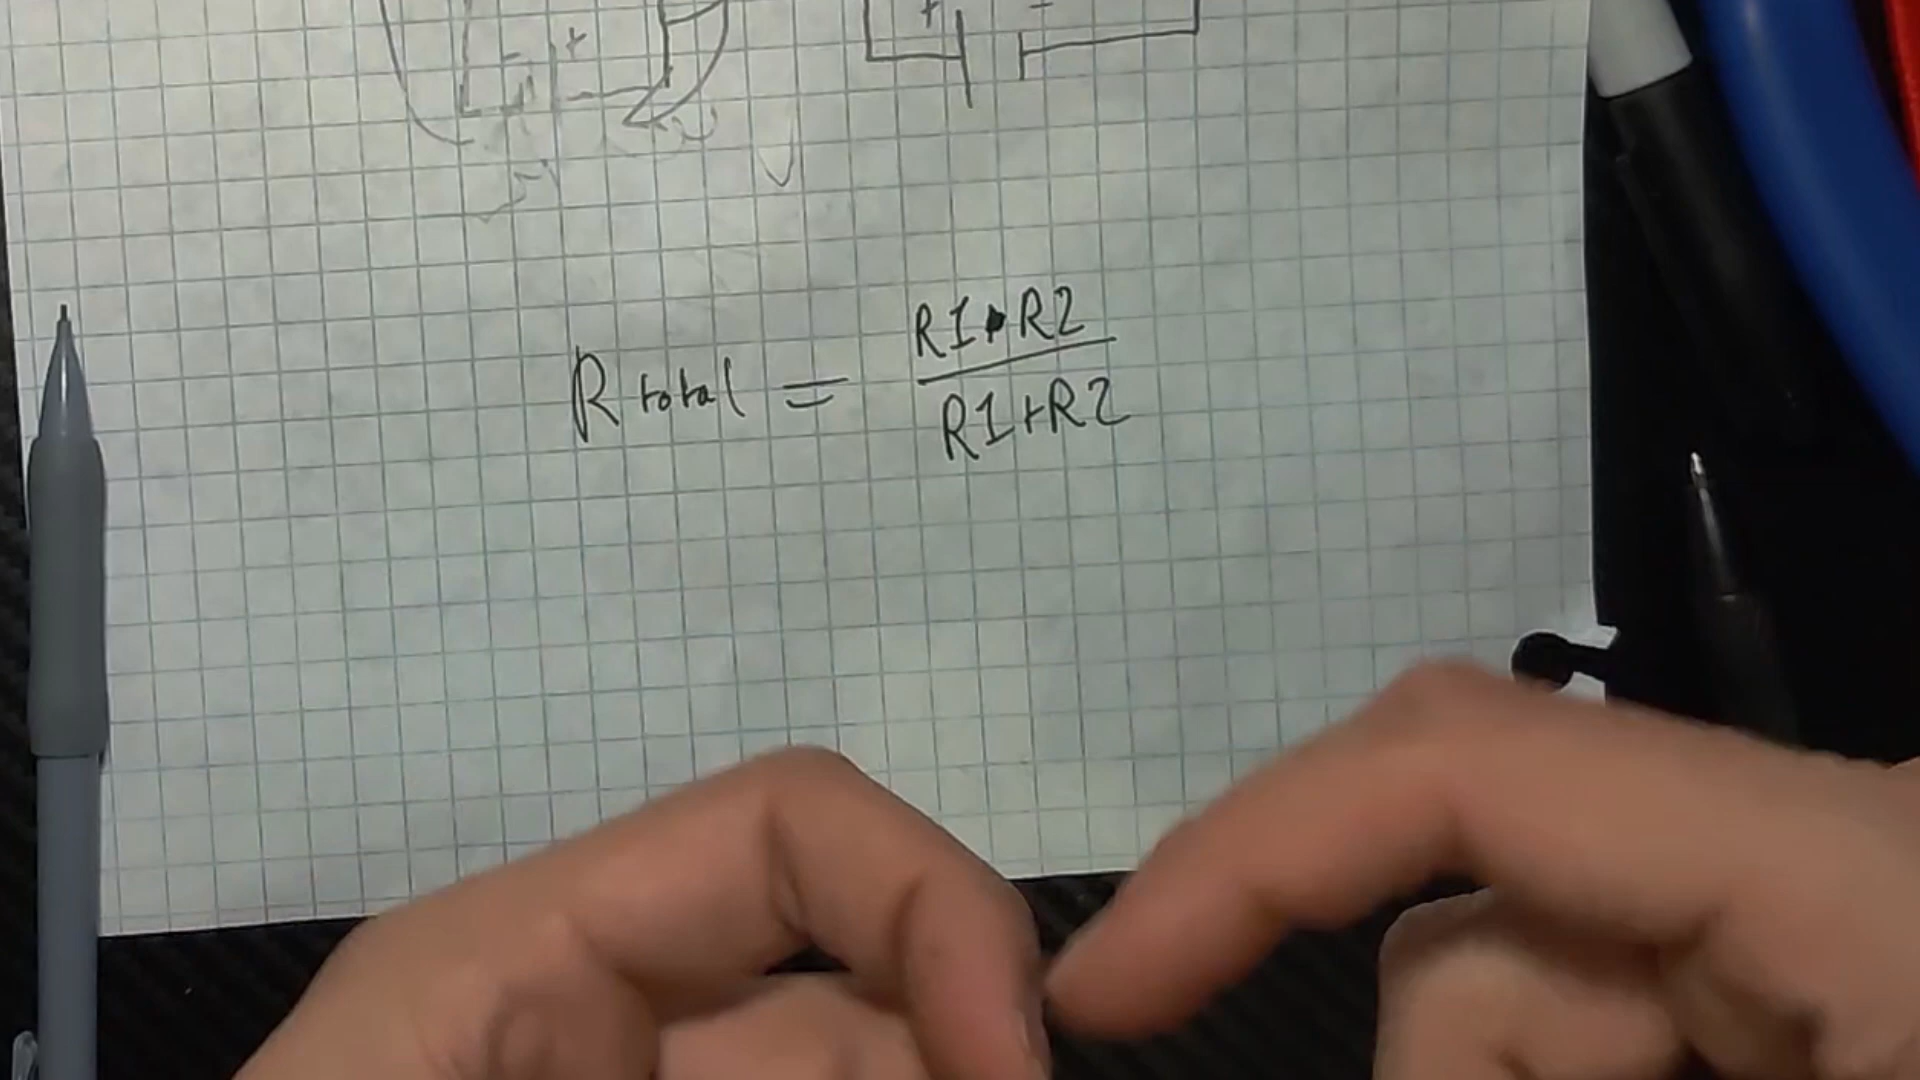 + + -
R total = R1 • R2
R1+R2